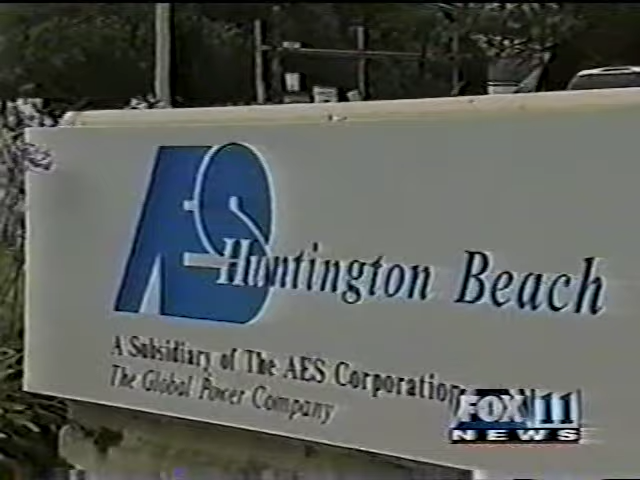 AES
Huntington Beach
A Subsidiary of The AES Corporation
The Global Power Company
FOX 11
NEWS